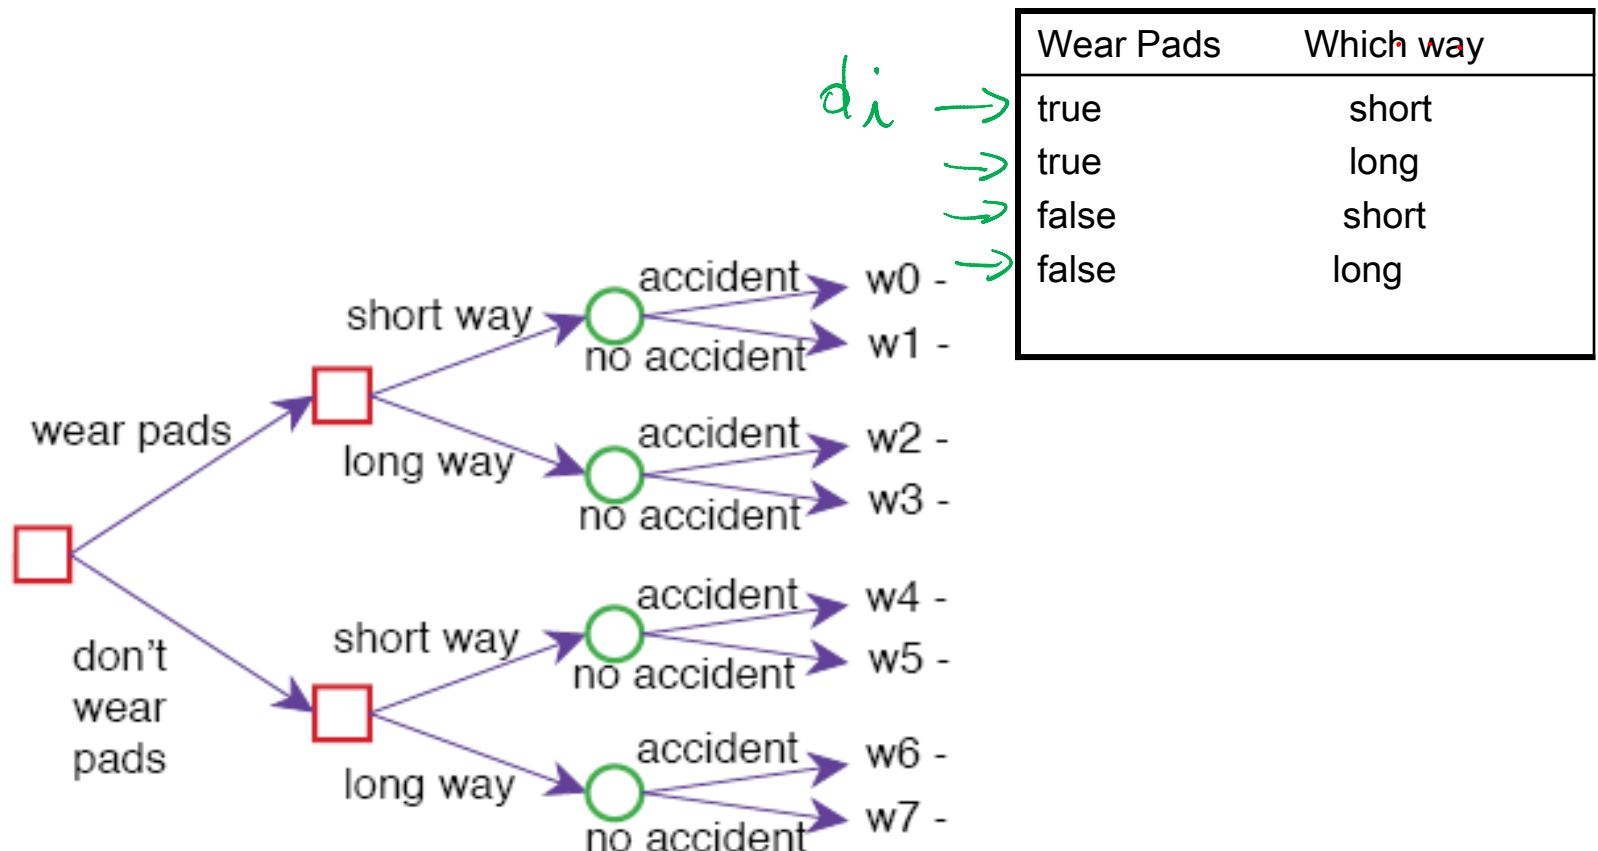 Wear Pads Which way
di → true short
→ true long
→ false short
→ false long
accident w0 -
short way
no accident w1 -
wear pads
accident w2 -
long way
no accident w3 -
accident w4 -
short way
no accident w5 -
don't
wear
pads
accident w6 -
long way
no accident w7 -